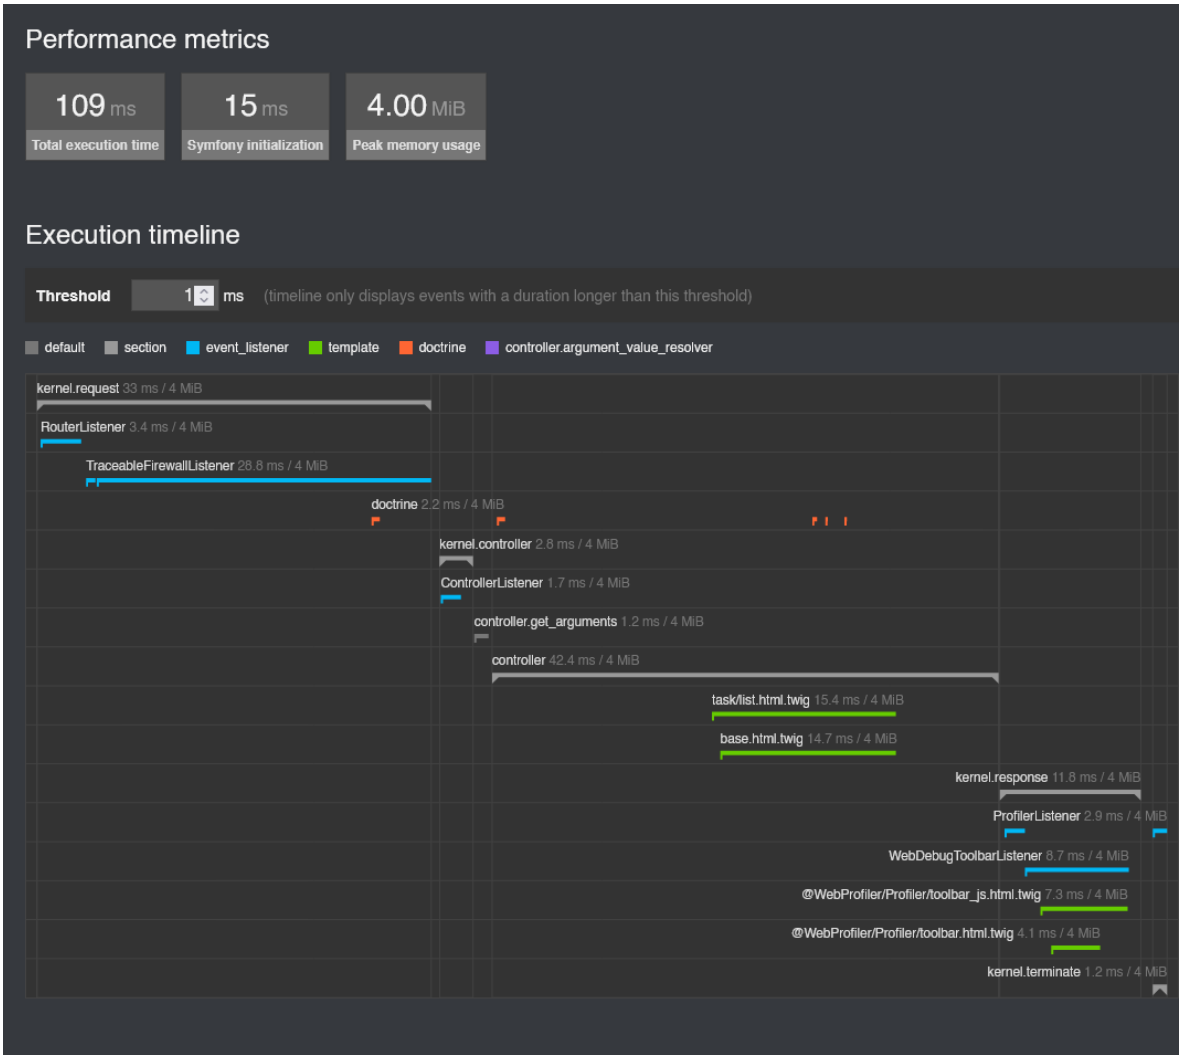 Performance metrics
109 ms
15 ms
4.00 MiB
Total execution time
Symfony initialization
Peak memory usage
Execution timeline
Threshold 1 ms (timeline only displays events with a duration longer than this threshold)
default section event_listener template doctrine controller.argument_value_resolver
kernel.request 33 ms / 4 MiB
RouterListener 3.4 ms / 4 MiB
TraceableFirewallListener 28.8 ms / 4 MiB
doctrine 2.2 ms / 4 MiB
kernel.controller 2.8 ms / 4 MiB
ControllerListener 1.7 ms / 4 MiB
controller.get_arguments 1.2 ms / 4 MiB
controller 42.4 ms / 4 MiB
task/list.html.twig 15.4 ms / 4 MiB
base.html.twig 14.7 ms / 4 MiB
kernel.response 11.8 ms / 4 MiB
ProfilerListener 2.9 ms / 4 MiB
WebDebugToolbarListener 8.7 ms / 4 MiB
@WebProfiler/Profiler/toolbar_js.html.twig 7.3 ms / 4 MiB
@WebProfiler/Profiler/toolbar.html.twig 4.1 ms / 4 MiB
kernel.terminate 1.2 ms / 4 MiB